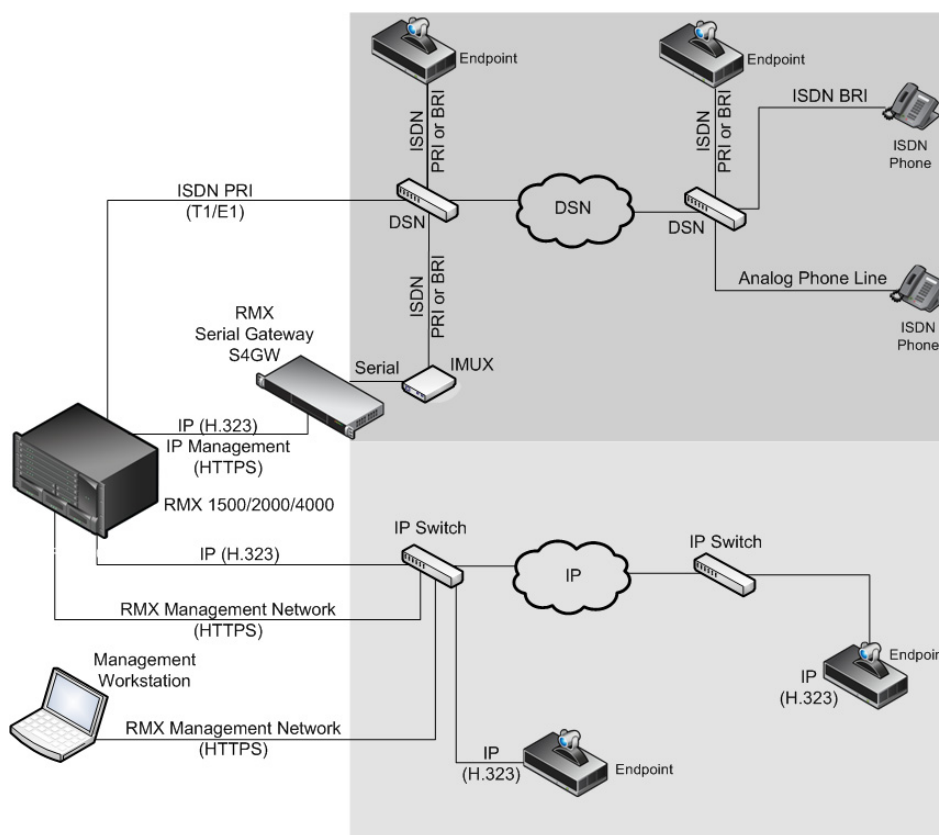 Endpoint
Endpoint
ISDN
PRI or BRI
ISDN
PRI or BRI
ISDN BRI
ISDN
Phone
ISDN PRI
(T1/E1)
DSN
DSN
DSN
ISDN
PRI or BRI
Analog Phone Line
ISDN
Phone
RMX
Serial Gateway
S4GW
Serial
IMUX
IP (H.323)
IP Management
(HTTPS)
RMX 1500/2000/4000
IP Switch
IP Switch
IP (H.323)
IP
RMX Management Network
(HTTPS)
Management
Workstation
Endpoint
IP
(H.323)
RMX Management Network
(HTTPS)
IP
(H.323)
Endpoint